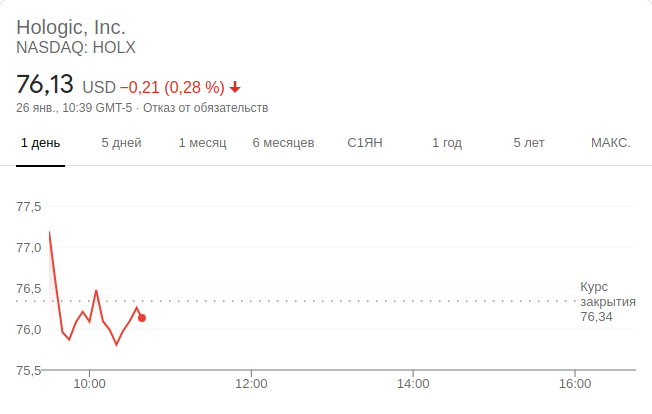 Hologic, Inc.
NASDAQ: HOLX
76,13 USD −0,21 (0,28 %)
26 янв., 10:39 GMT-5 · Отказ от обязательств
1 день 5 дней 1 месяц 6 месяцев С1ЯН 1 год 5 лет МАКС.
77,5
77,0
76,5
76,0
75,5
Курс
закрытия
76,34
10:00 12:00 14:00 16:00